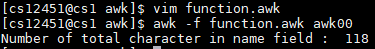 [cs12451@cs1 awk]$ vim function.awk
[cs12451@cs1 awk]$ awk -f function.awk awk00
Number of total character in name field :  118